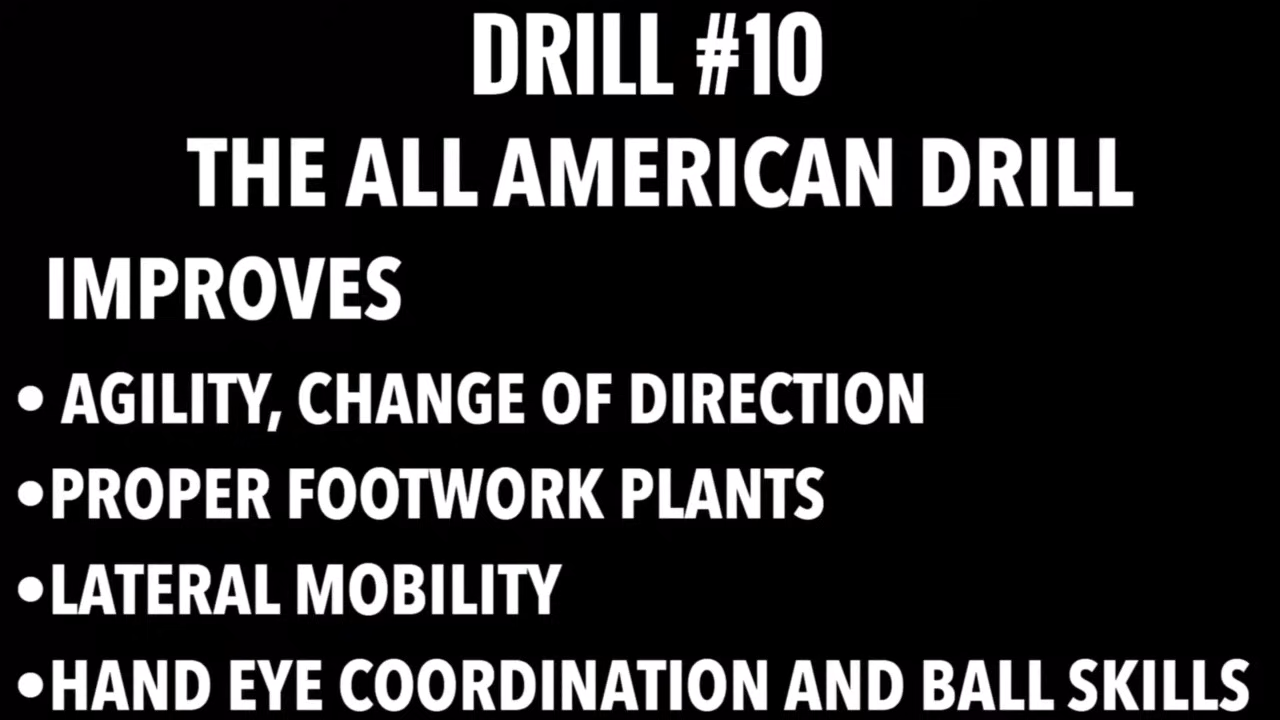 DRILL #10
THE ALL AMERICAN DRILL
IMPROVES
• AGILITY, CHANGE OF DIRECTION
•PROPER FOOTWORK PLANTS
•LATERAL MOBILITY
•HAND EYE COORDINATION AND BALL SKILLS